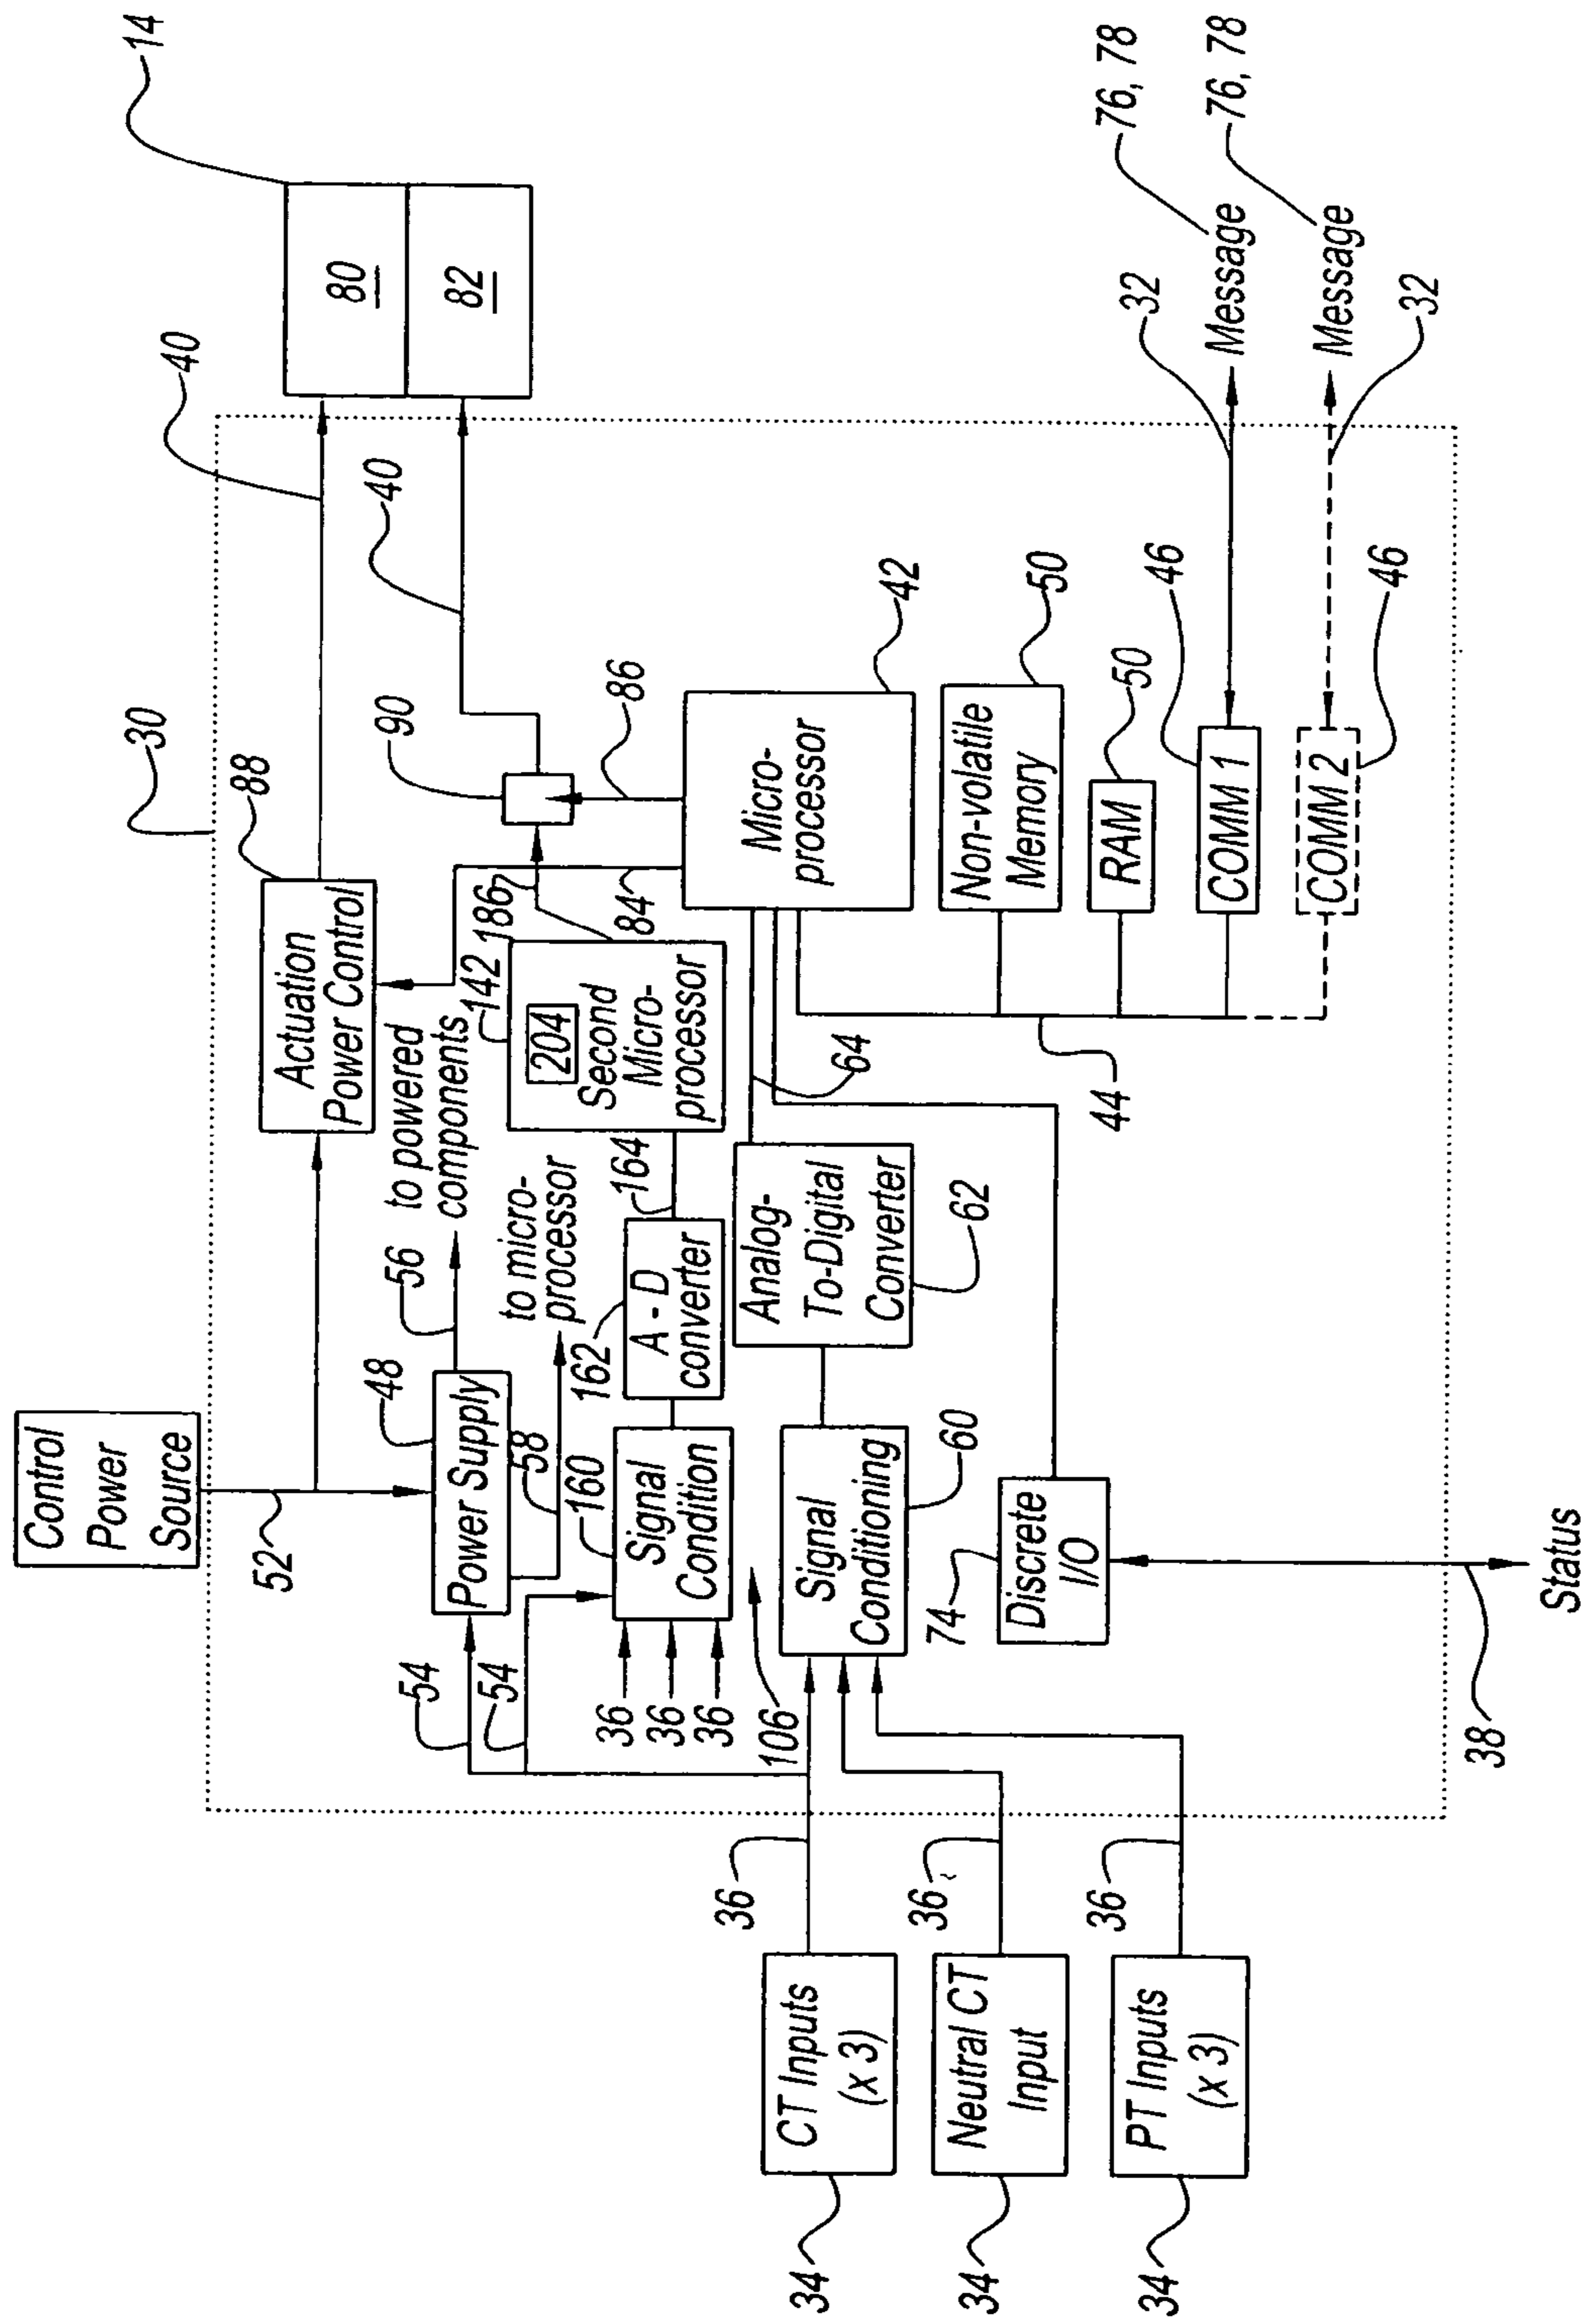 14
40
80
82
30
88
Actuation
Power Control
90
40
86
Control
Power
Source
52
56
to powered
components
142
186
84
48
Power Supply
58
to micro-
processor
204
Second
Micro-
processor
164
162
A - D
converter
160
Signal
Condition
54
54
36
36
36
106
Micro-
processor
42
64
Analog-
To-Digital
Converter
62
Signal
Conditioning
60
Non-volatile
Memory
50
RAM
50
44
COMM 1
46
COMM 2
46
32
Message
76, 78
32
Message
76, 78
74
Discrete
I/O
38
Status
36
CT Inputs
(x 3)
34
36
Neutral CT
Input
34
36
PT Inputs
(x 3)
34